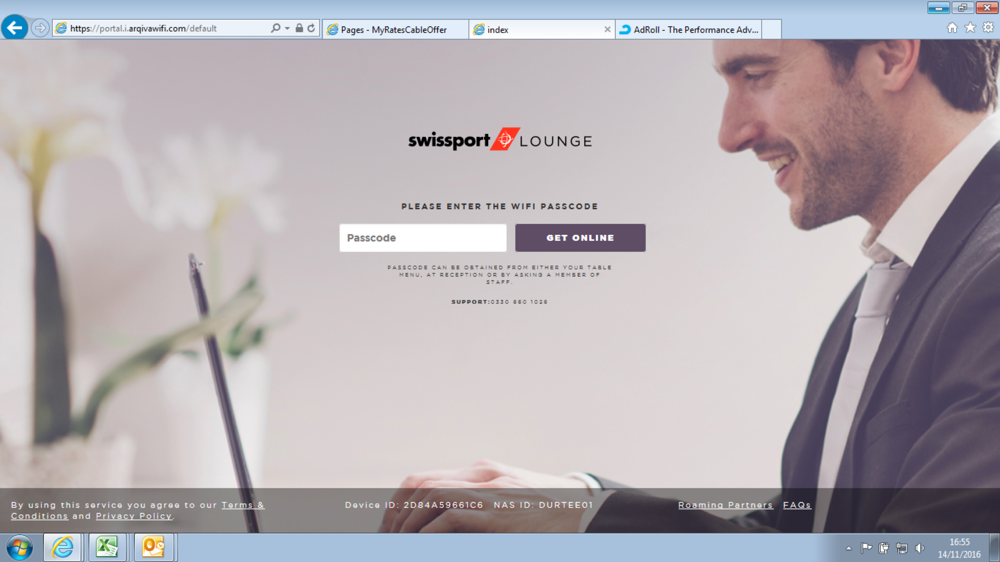 https://portal.i.arqivawifi.com/default
Pages - MyRatesCableOffer
index
AdRoll - The Performance Adv...
swissport LOUNGE
PLEASE ENTER THE WIFI PASSCODE
Passcode
GET ONLINE
PASSCODE CAN BE OBTAINED FROM EITHER YOUR TABLE
MENU, AT RECEPTION OR BY ASKING A MEMBER OF
STAFF.
SUPPORT:0330 660 1026
By using this service you agree to our Terms &
Conditions and Privacy Policy.
Device ID: 2D84A59661C6 NAS ID: DURTEE01
Roaming Partners FAQs
16:55
14/11/2016